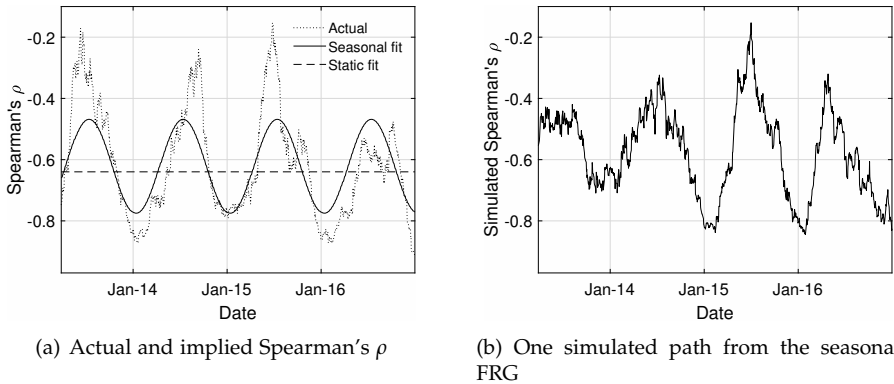 -0.2
-0.4
-0.6
-0.8
Spearman's ρ
Actual
Seasonal fit
Static fit
Jan-14
Jan-15
Jan-16
Date
(a) Actual and implied Spearman's ρ
-0.2
-0.4
-0.6
-0.8
Simulated Spearman's ρ
Jan-14
Jan-15
Jan-16
Date
(b) One simulated path from the seasona
FRG